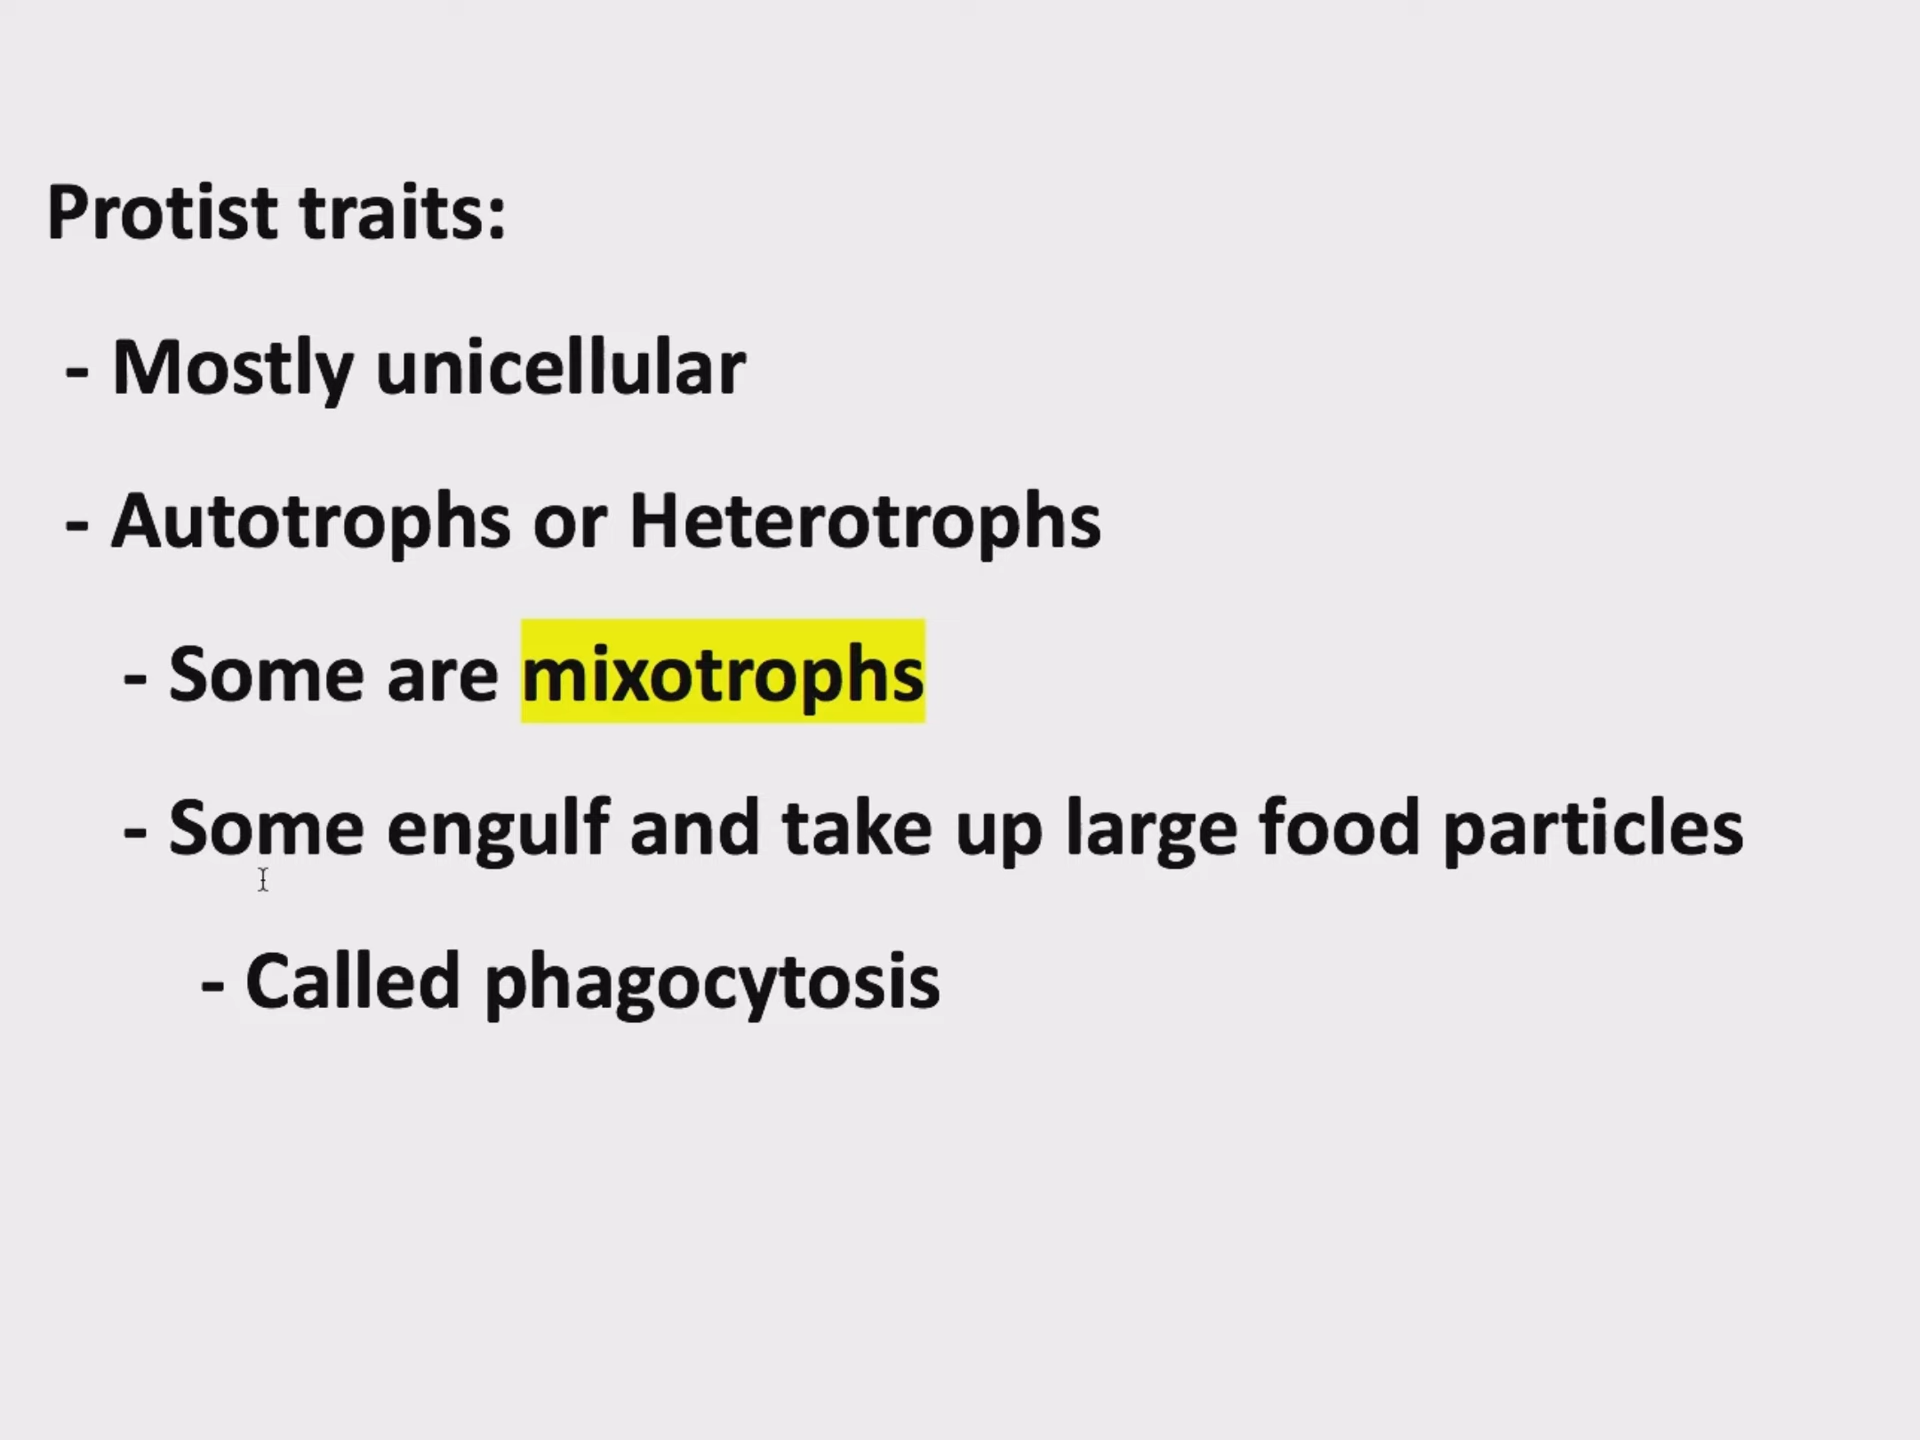 Protist traits:
- Mostly unicellular
- Autotrophs or Heterotrophs
- Some are mixotrophs
- Some engulf and take up large food particles
- Called phagocytosis